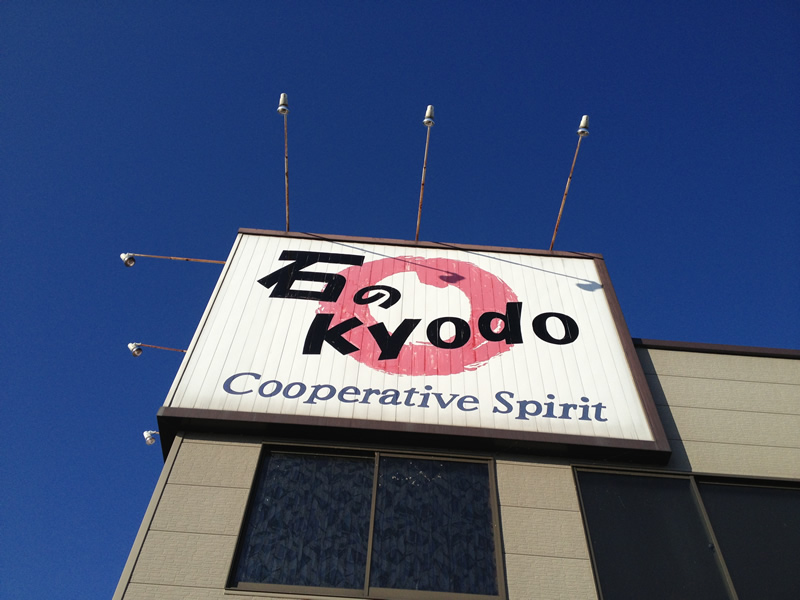 石の
Kyodo
Cooperative Spirit